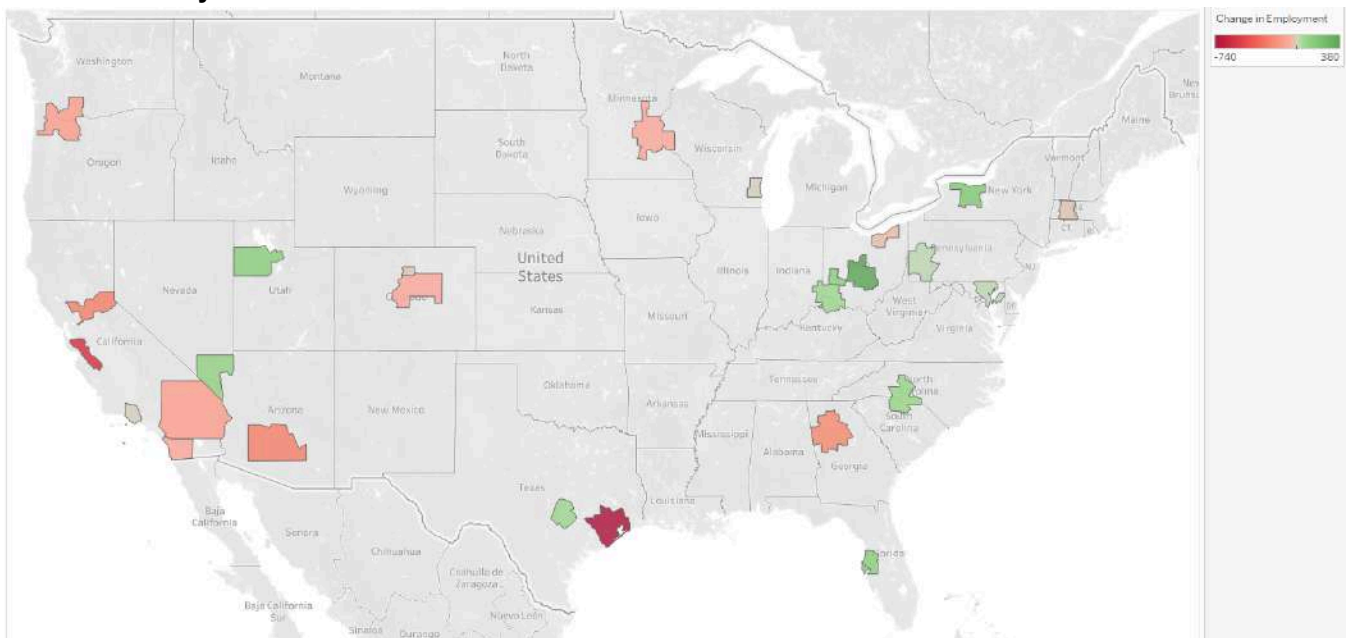 Change in Employment
-740 380
Washington
Montana
North
Dakota
Minnesota
Maine
Vermont
Oregon
Idaho
South
Dakota
Wisconsin
Michigan
New York
Wyoming
Iowa
CT
Nebraska
Pennsylvania
NJ
United
States
Illinois
Indiana
Nevada
Utah
Kansas
Missouri
West
Virginia
Kentucky
Virginia
California
Tennessee
Oklahoma
Arkansas
North
South
Carolina
Arizona
New Mexico
Mississippi
Alabama
Georgia
Texas
Louisiana
Baja
California
Sonora
Chihuahua
Coahuila de
Zaragoza
Florida
Baja California
Sur
Nuevo León
Sinaloa
Durango